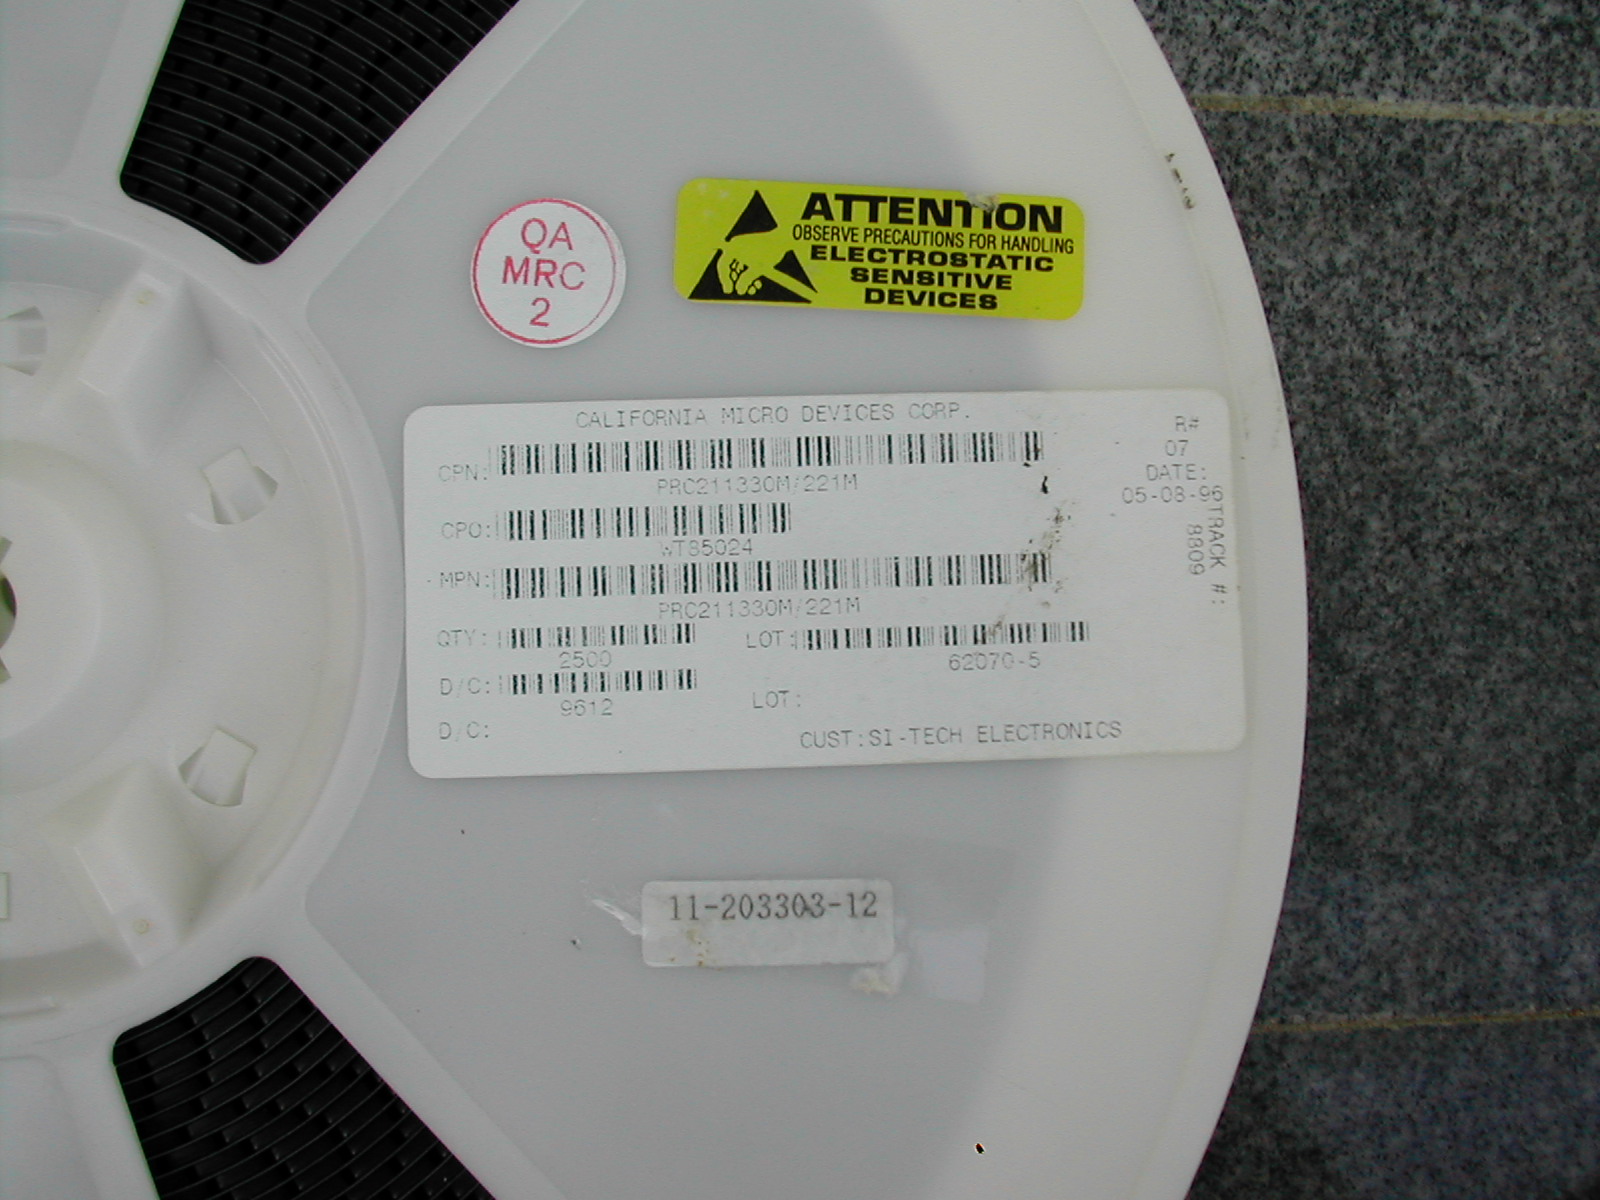 QA
MRC
2
ATTENTION
OBSERVE PRECAUTIONS FOR HANDLING
ELECTROSTATIC
SENSITIVE
DEVICES
CALIFORNIA MICRO DEVICES CORP.
R#
07
CPN:
PRC211330M/221M
DATE:
05-08-96
CPO:
WT85024
TRACK #:
8809
MPN:
PRC211330M/221M
QTY:
2500
LOT:
62070-5
D/C:
9612
LOT:
D/C:
CUST:SI-TECH ELECTRONICS
11-203303-12